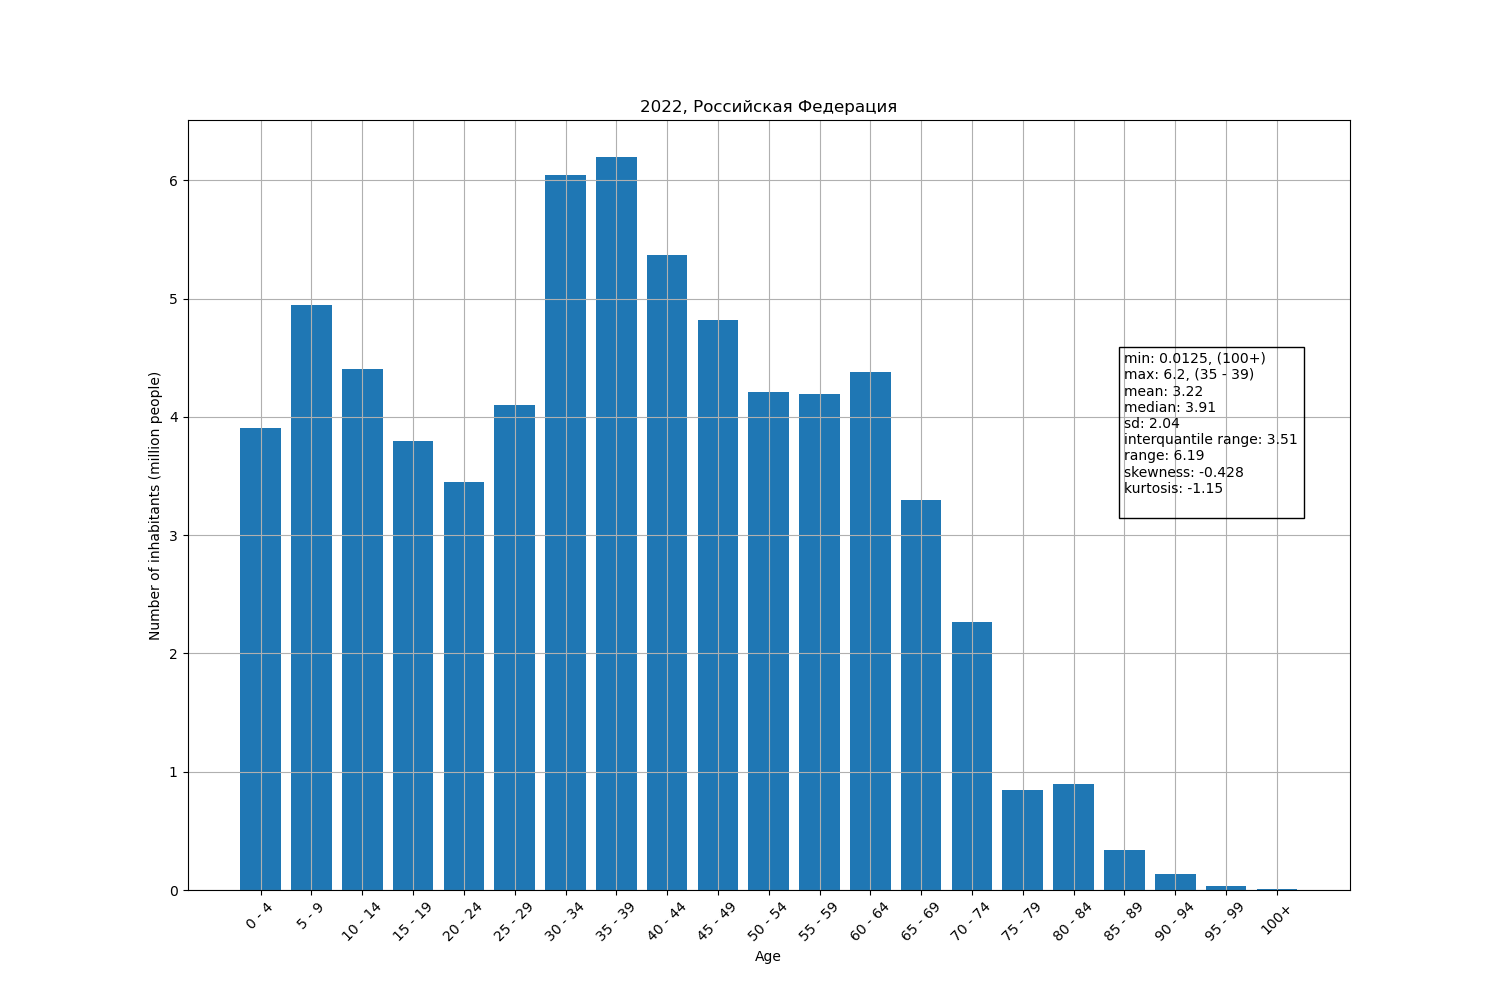 2022, Российская Федерация
Number of inhabitants (million people)
6
5
4
3
2
1
0
min: 0.0125, (100+)
max: 6.2, (35 - 39)
mean: 3.22
median: 3.91
sd: 2.04
interquantile range: 3.51
range: 6.19
skewness: -0.428
kurtosis: -1.15
0 - 4
5 - 9
10 - 14
15 - 19
20 - 24
25 - 29
30 - 34
35 - 39
40 - 44
45 - 49
50 - 54
55 - 59
60 - 64
65 - 69
70 - 74
75 - 79
80 - 84
85 - 89
90 - 94
95 - 99
100+
Age